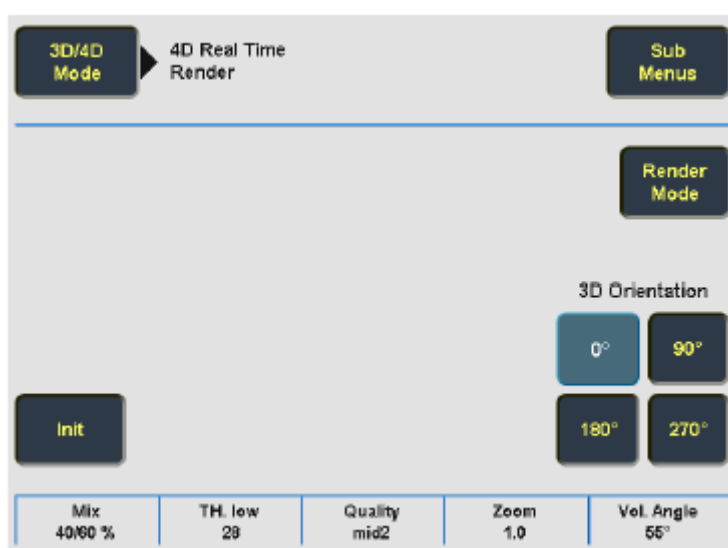 3D/4D
Mode
4D Real Time
Render
Sub
Menus
Render
Mode
3D Orientation
0°
90°
Init
180°
270°
Mix
40/60 %
TH. low
28
Quality
mid2
Zoom
1.0
Vol. Angle
55°